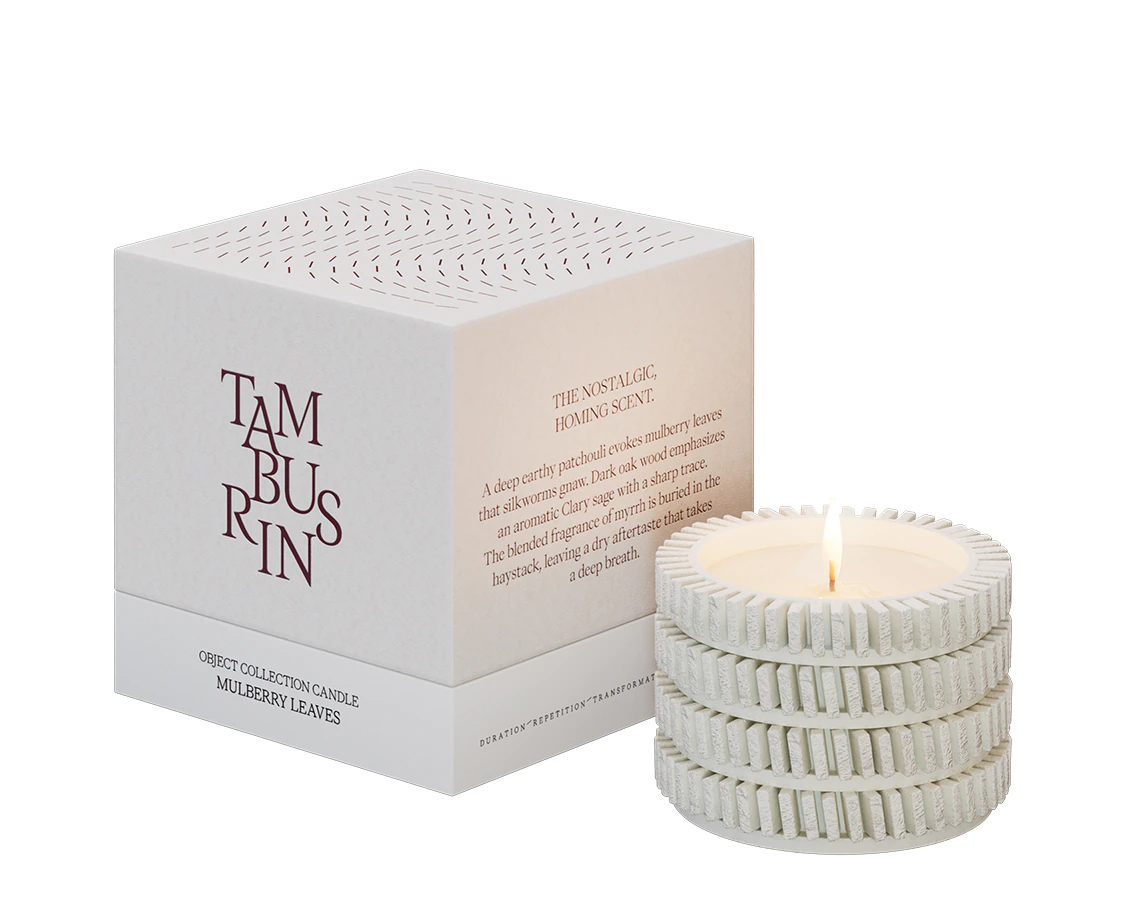 TAM
BUS
RIN
OBJECT COLLECTION CANDLE
MULBERRY LEAVES
THE NOSTALGIC,
HOMING SCENT.
A deep earthy patchouli evokes mulberry leaves
that silkworms gnaw. Dark oak wood emphasizes
an aromatic Clary sage with a sharp trace.
The blended fragrance of myrrh is buried in the
haystack, leaving a dry aftertaste that takes
a deep breath.
DURATION–REPETITION–TRANSFORMAT